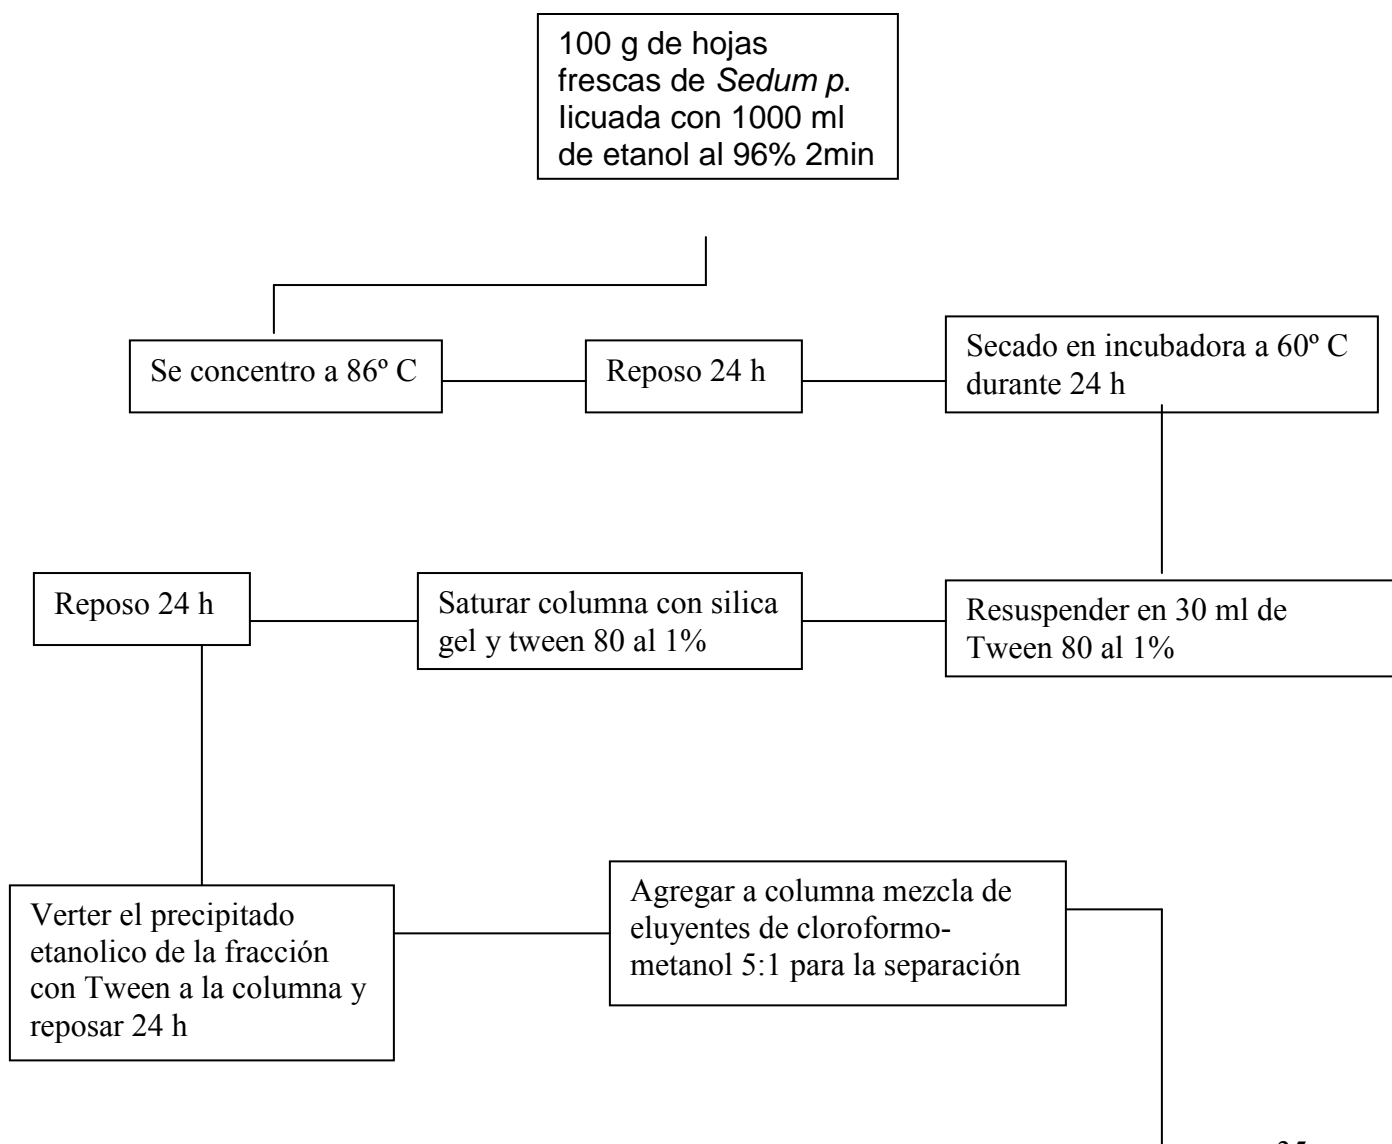 100 g de hojas
frescas de Sedum p.
licuada con 1000 ml
de etanol al 96% 2min
Se concentro a 86º C
Reposo 24 h
Secado en incubadora a 60º C
durante 24 h
Resuspender en 30 ml de
Tween 80 al 1%
Saturar columna con silica
gel y tween 80 al 1%
Reposo 24 h
Verter el precipitado
etanolico de la fracción
con Tween a la columna y
reposar 24 h
Agregar a columna mezcla de
eluyentes de cloroformo-
metanol 5:1 para la separación